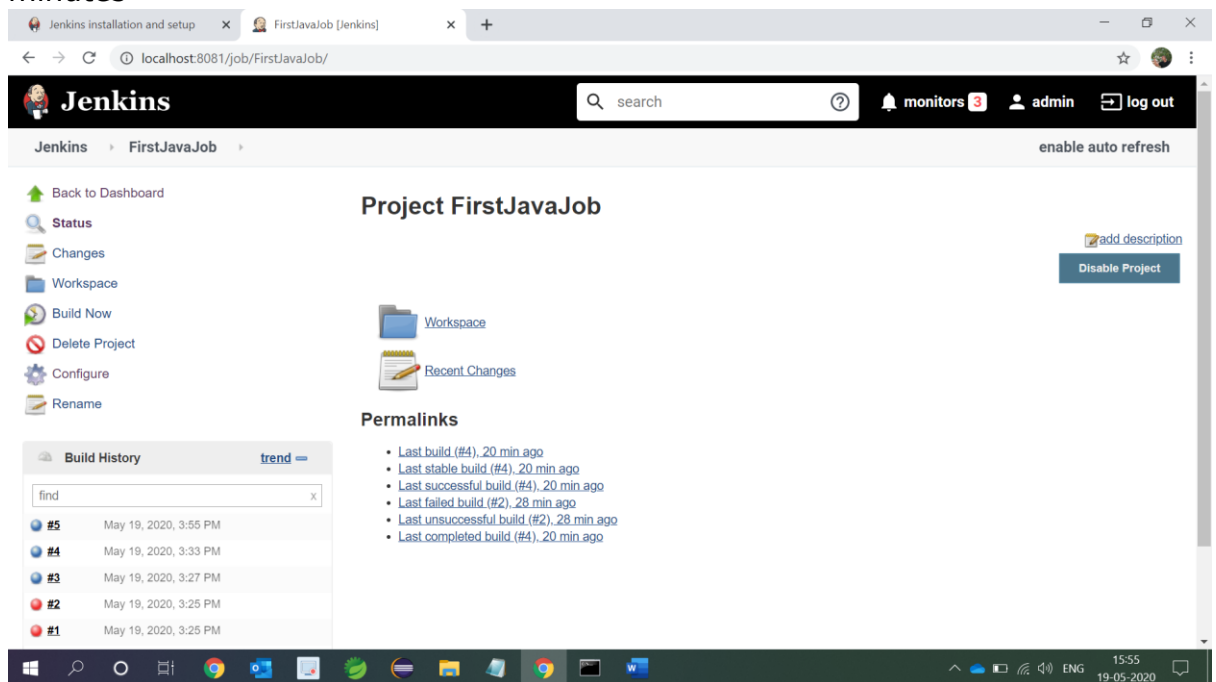 minutes
Jenkins installation and setup
FirstJavaJob [Jenkins]
localhost:8081/job/FirstJavaJob/
Jenkins
search
monitors 3
admin
log out
Jenkins
FirstJavaJob
enable auto refresh
Back to Dashboard
Status
Changes
Workspace
Build Now
Delete Project
Configure
Rename
Project FirstJavaJob
add description
Disable Project
Workspace
Recent Changes
Permalinks
Last build (#4), 20 min ago
Last stable build (#4), 20 min ago
Last successful build (#4), 20 min ago
Last failed build (#2), 28 min ago
Last unsuccessful build (#2), 28 min ago
Last completed build (#4), 20 min ago
Build History
trend
find
x
#5 May 19, 2020, 3:55 PM
#4 May 19, 2020, 3:33 PM
#3 May 19, 2020, 3:27 PM
#2 May 19, 2020, 3:25 PM
#1 May 19, 2020, 3:25 PM
ENG
15:55
19-05-2020